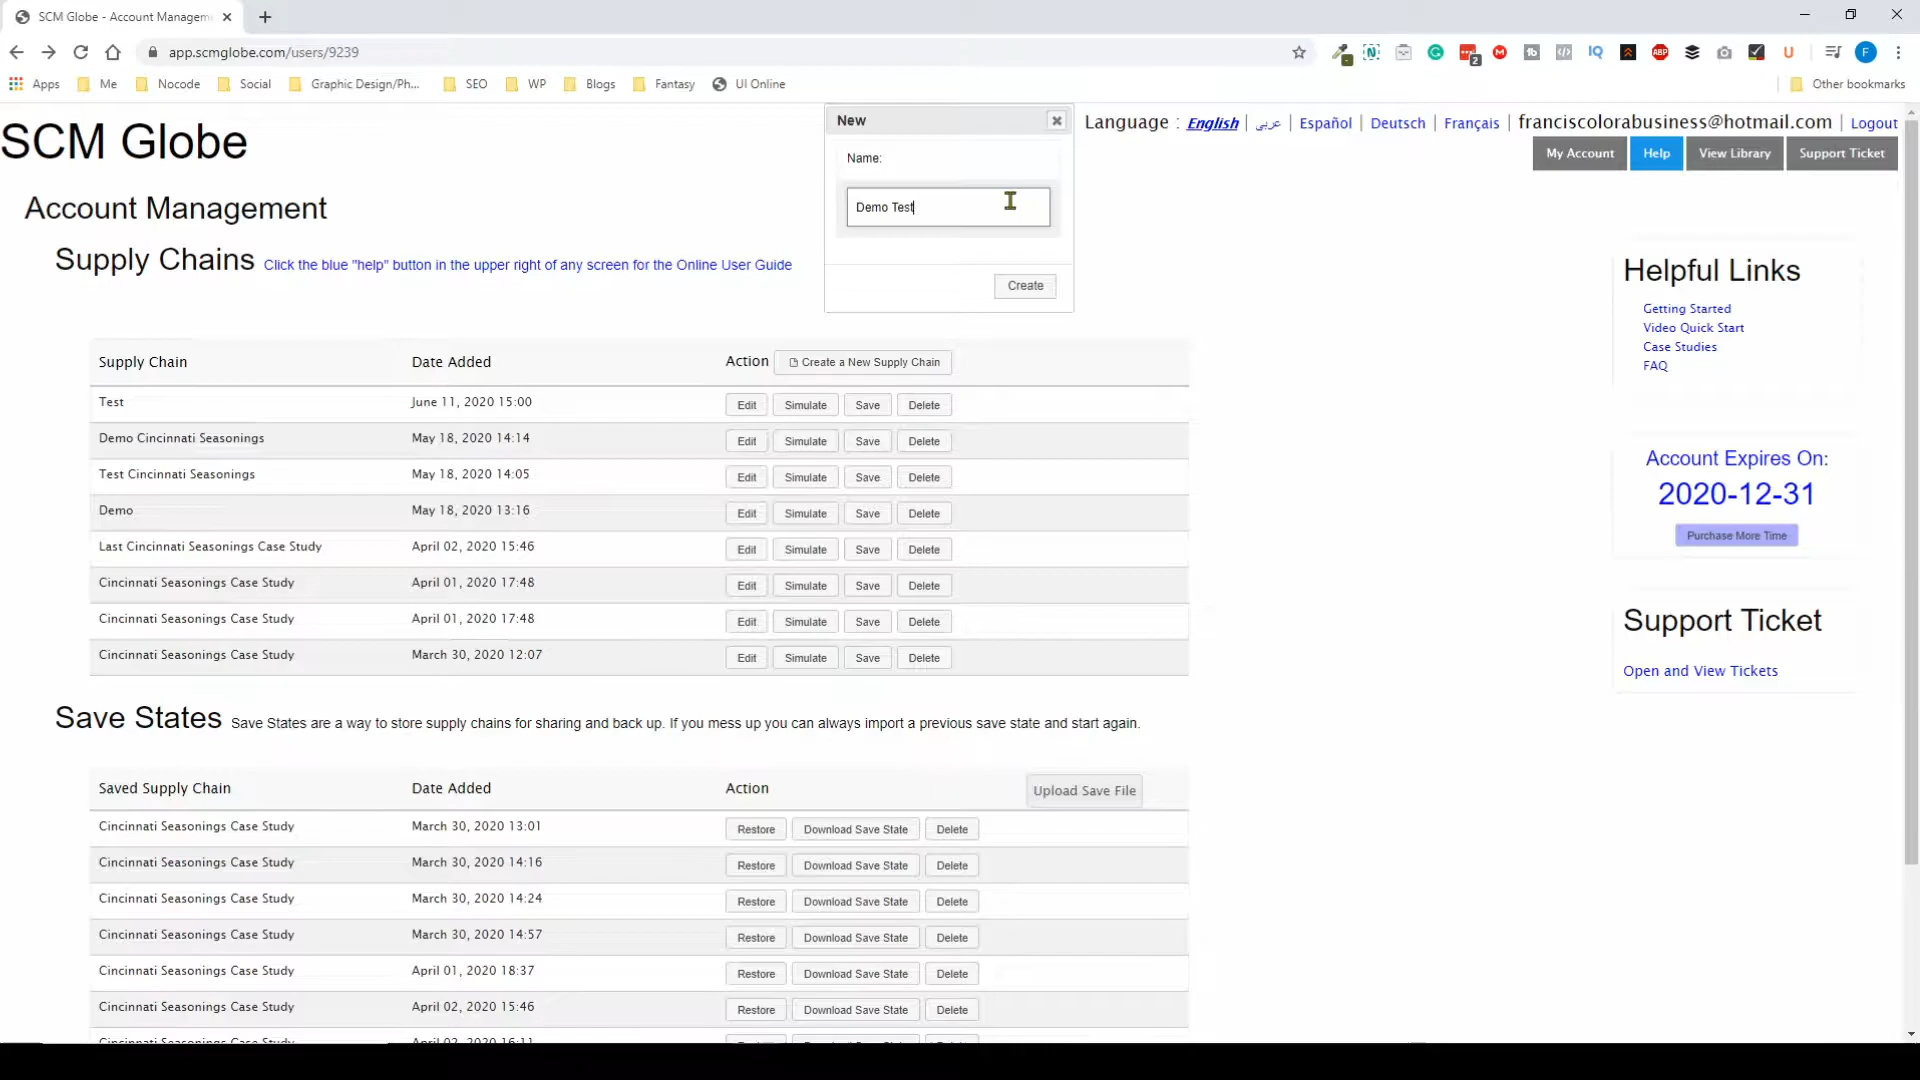 SCM Globe - Account Managem
app.scmglobe.com/users/9239
Apps Me Nocode Social Graphic Design/Ph... SEO WP Blogs Fantasy UI Online Other bookmarks
SCM Globe
New
Language : English | عربى | Español | Deutsch | Français | franciscolorabusiness@hotmail.com | Logout
My Account Help View Library Support Ticket
Name:
Demo Test
Create
Account Management
Supply Chains Click the blue "help" button in the upper right of any screen for the Online User Guide
Supply Chain Date Added Action Create a New Supply Chain
Test June 11, 2020 15:00 Edit Simulate Save Delete
Demo Cincinnati Seasonings May 18, 2020 14:14 Edit Simulate Save Delete
Test Cincinnati Seasonings May 18, 2020 14:05 Edit Simulate Save Delete
Demo May 18, 2020 13:16 Edit Simulate Save Delete
Last Cincinnati Seasonings Case Study April 02, 2020 15:46 Edit Simulate Save Delete
Cincinnati Seasonings Case Study April 01, 2020 17:48 Edit Simulate Save Delete
Cincinnati Seasonings Case Study April 01, 2020 17:48 Edit Simulate Save Delete
Cincinnati Seasonings Case Study March 30, 2020 12:07 Edit Simulate Save Delete
Helpful Links
Getting Started
Video Quick Start
Case Studies
FAQ
Account Expires On:
2020-12-31
Purchase More Time
Support Ticket
Open and View Tickets
Save States Save States are a way to store supply chains for sharing and back up. If you mess up you can always import a previous save state and start again.
Saved Supply Chain Date Added Action Upload Save File
Cincinnati Seasonings Case Study March 30, 2020 13:01 Restore Download Save State Delete
Cincinnati Seasonings Case Study March 30, 2020 14:16 Restore Download Save State Delete
Cincinnati Seasonings Case Study March 30, 2020 14:24 Restore Download Save State Delete
Cincinnati Seasonings Case Study March 30, 2020 14:57 Restore Download Save State Delete
Cincinnati Seasonings Case Study April 01, 2020 18:37 Restore Download Save State Delete
Cincinnati Seasonings Case Study April 02, 2020 15:46 Restore Download Save State Delete
Cincinnati Seasonings Case Study April 02, 2020 16:11